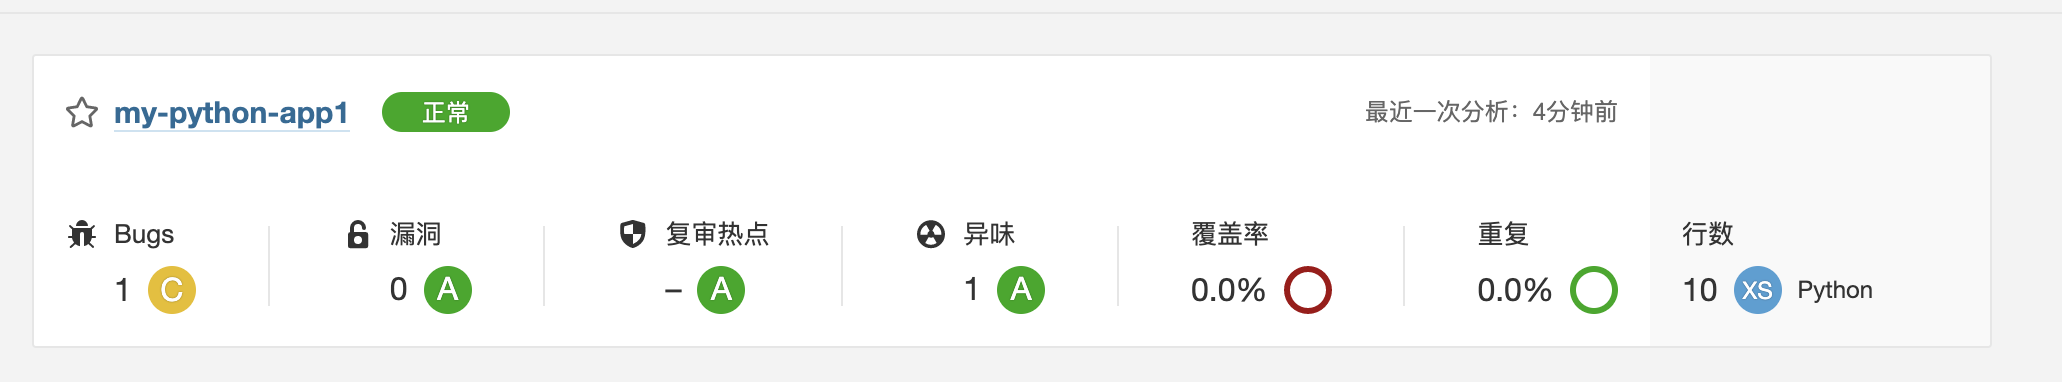 my-python-app1 正常 最近一次分析：4分钟前
Bugs 漏洞 复审热点 异味 覆盖率 重复 行数
1 C 0 A – A 1 A 0.0% 0.0% 10 XS Python